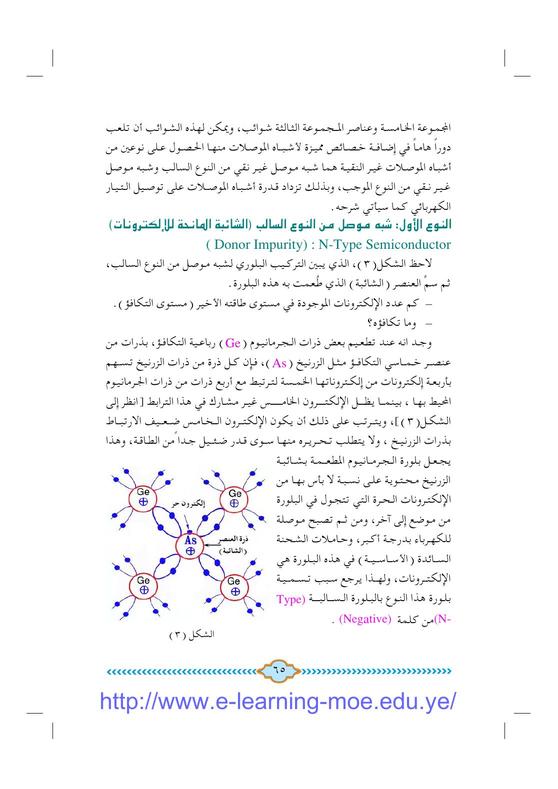 المجموعة الخامسة وعناصر المجموعة الثالثة شوائب، ويمكن لهذه الشوائب أن تلعب
دوراً هاماً في إضافة خصائص مميزة لأشباه الموصلات منها الحصول على نوعين من
أشباه الموصلات غير النقية هما شبه موصل غير نقي من النوع السالب وشبه موصل
غير نقي من النوع الموجب، وبذلك تزداد قدرة أشباه الموصلات على توصيل التيار
الكهربائي كما سيأتي شرحه.
النوع الأول: شبه موصل من النوع السالب (الشائبة المانحة للإلكترونات)
( Donor Impurity) : N-Type Semiconductor
لاحظ الشكل(٣)، الذي يبين التركيب البلوري لشبه موصل من النوع السالب،
ثم سمِّ العنصر (الشائبة) الذي طُعمت به هذه البلورة.
– كم عدد الإلكترونات الموجودة في مستوى طاقته الأخير (مستوى التكافؤ).
– وما تكافؤه؟
وجد انه عند تطعيم بعض ذرات الجرمانيوم (Ge) رباعية التكافؤ، بذرات من
عنصر خماسي التكافؤ مثل الزرنيخ (As)، فإن كل ذرة من ذرات الزرنيخ تسهم
بأربعة إلكترونات من إلكتروناتها الخمسة لترتبط مع أربع ذرات من ذرات الجرمانيوم
المحيط بها، بينما يظل الإلكترون الخامس غير مشارك في هذا الترابط [انظر إلى
الشكل(٣)]، ويترتب على ذلك أن يكون الإلكترون الخامس ضعيف الارتباط
بذرات الزرنيخ، ولا يتطلب تحريره منها سوى قدر ضئيل جداً من الطاقة، وهذا
يجعل بلورة الجرمانيوم المطعمة بشائبة
الزرنيخ محتوية على نسبة لا بأس بها من
الإلكترونات الحرة التي تتجول في البلورة
من موضع إلى آخر، ومن ثم تصبح موصلة
للكهرباء بدرجة اكبر، وحاملات الشحنة
السائدة (الأساسية) في هذه البلورة هي
الإلكترونات، ولهذا يرجع سبب تسمية
بلورة هذا النوع بالبلورة السالبة (Type
N-)من كلمة (Negative) .
Ge
Ge
إلكترون حر
As
ذرة العنصر
(الشائبة)
Ge
Ge
الشكل (٣)
٦٥
http://www.e-learning-moe.edu.ye/